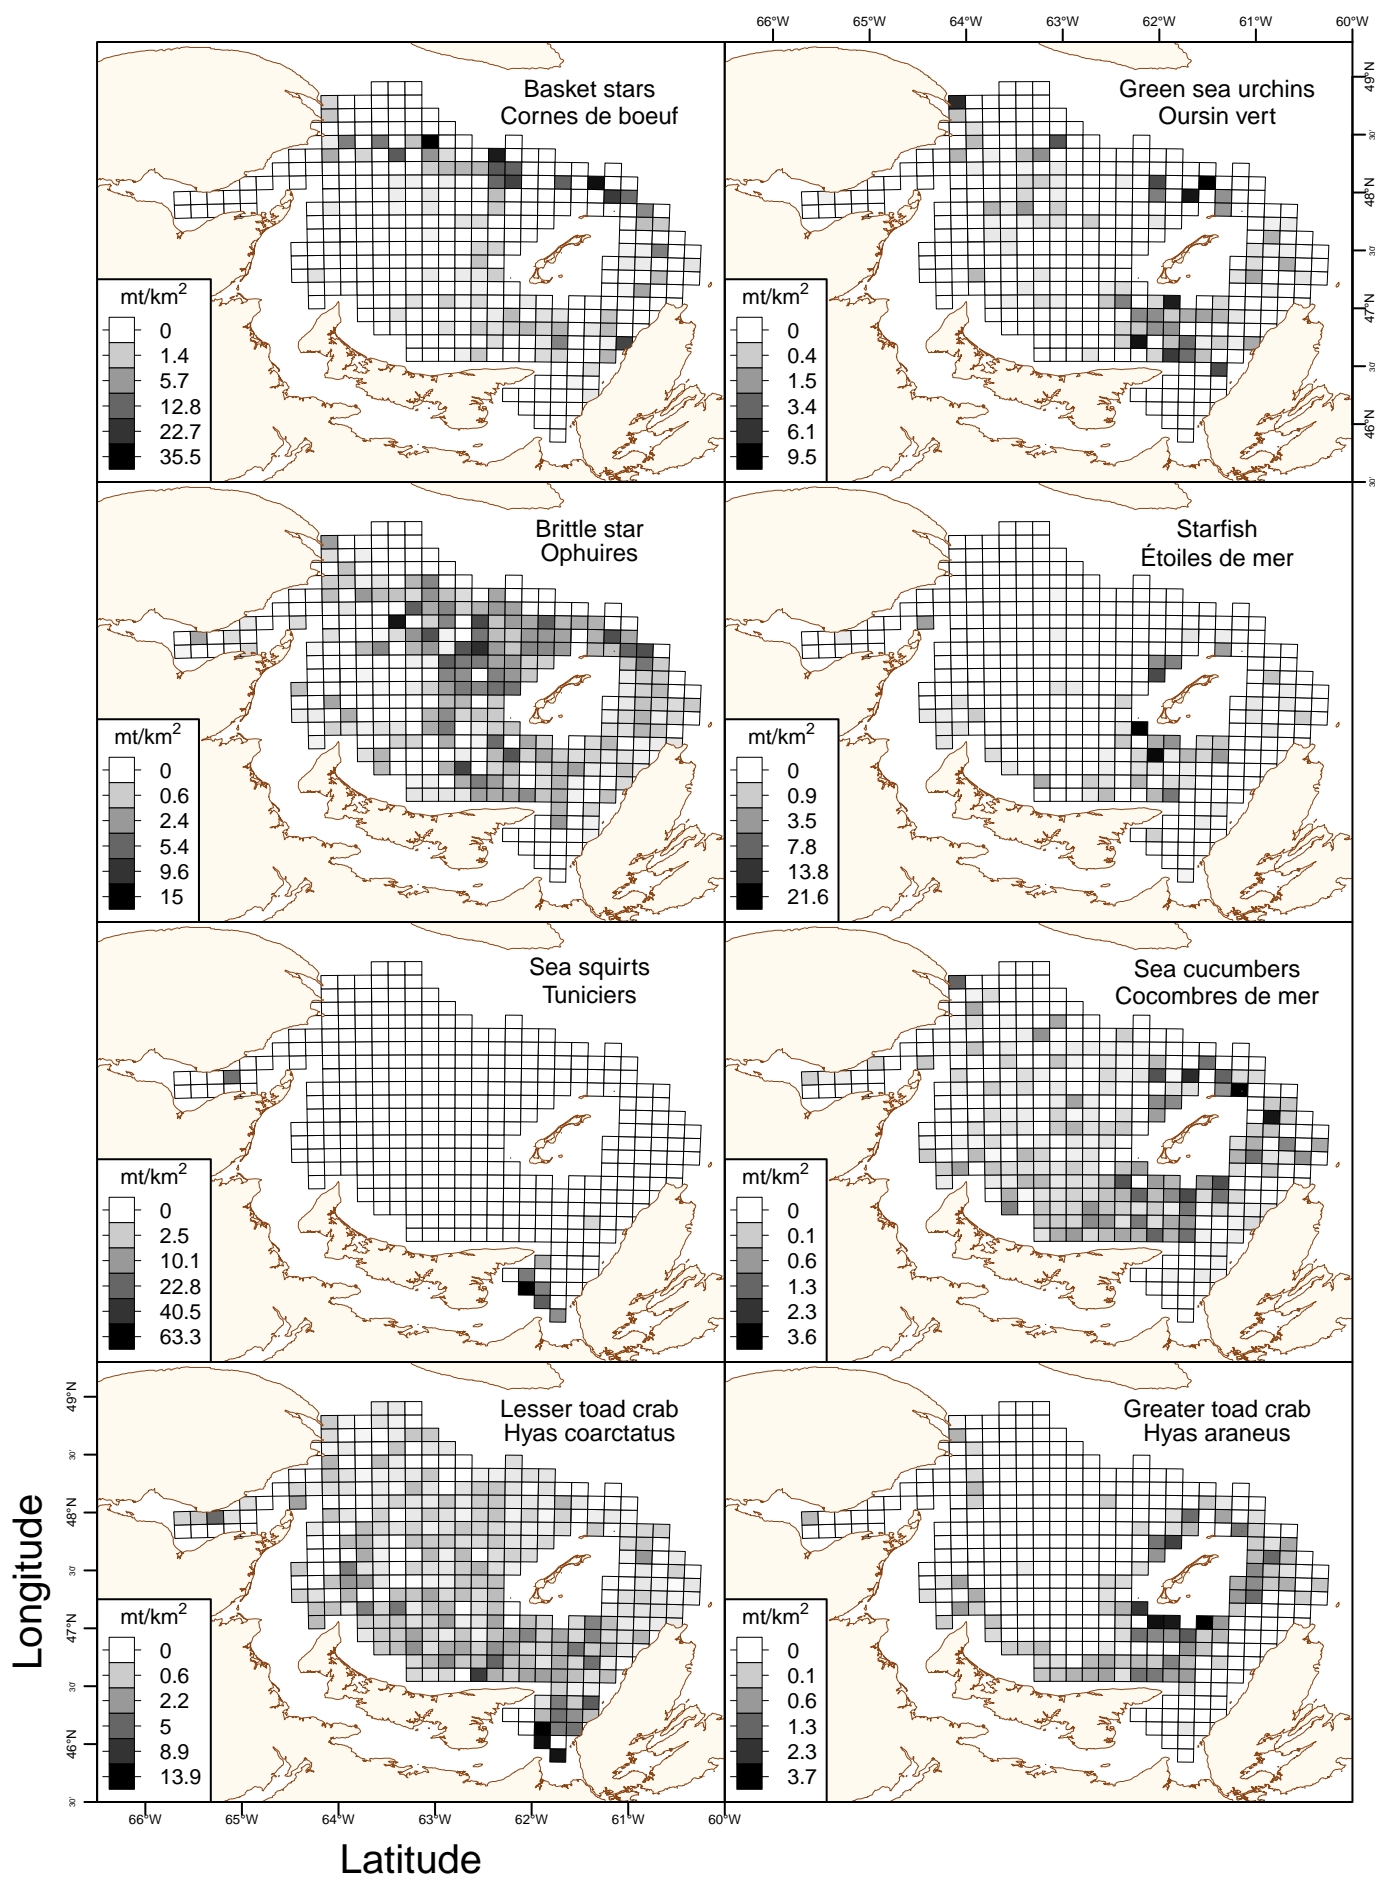 66°W 64°W 63°W 62°W 61°W 60°W
Basket stars
Cornes de boeuf
mt/km2
0
1.4
5.7
12.8
22.7
35.5
Green sea urchins
Oursin vert
mt/km2
0
0.4
1.5
3.4
6.1
9.5
49°N
30'
48°N
30'
47°N
30'
46°N
30'
Brittle star
Ophuires
mt/km2
0
0.6
2.4
5.4
9.6
15
Starfish
Étoiles de mer
mt/km2
0
0.9
3.5
7.8
13.8
21.6
Sea squirts
Tuniciers
mt/km2
0
2.5
10.1
22.8
40.5
63.3
Sea cucumbers
Cocombres de mer
mt/km2
0
0.1
0.6
1.3
2.3
3.6
Lesser toad crab
Hyas coarctatus
mt/km2
0
0.6
2.2
5
8.9
13.9
Greater toad crab
Hyas araneus
mt/km2
0
0.1
0.6
1.3
2.3
3.7
49°N
30'
48°N
30'
47°N
30'
46°N
30'
Longitude
66°W 65°W 64°W 63°W 62°W 61°W 60°W
Latitude